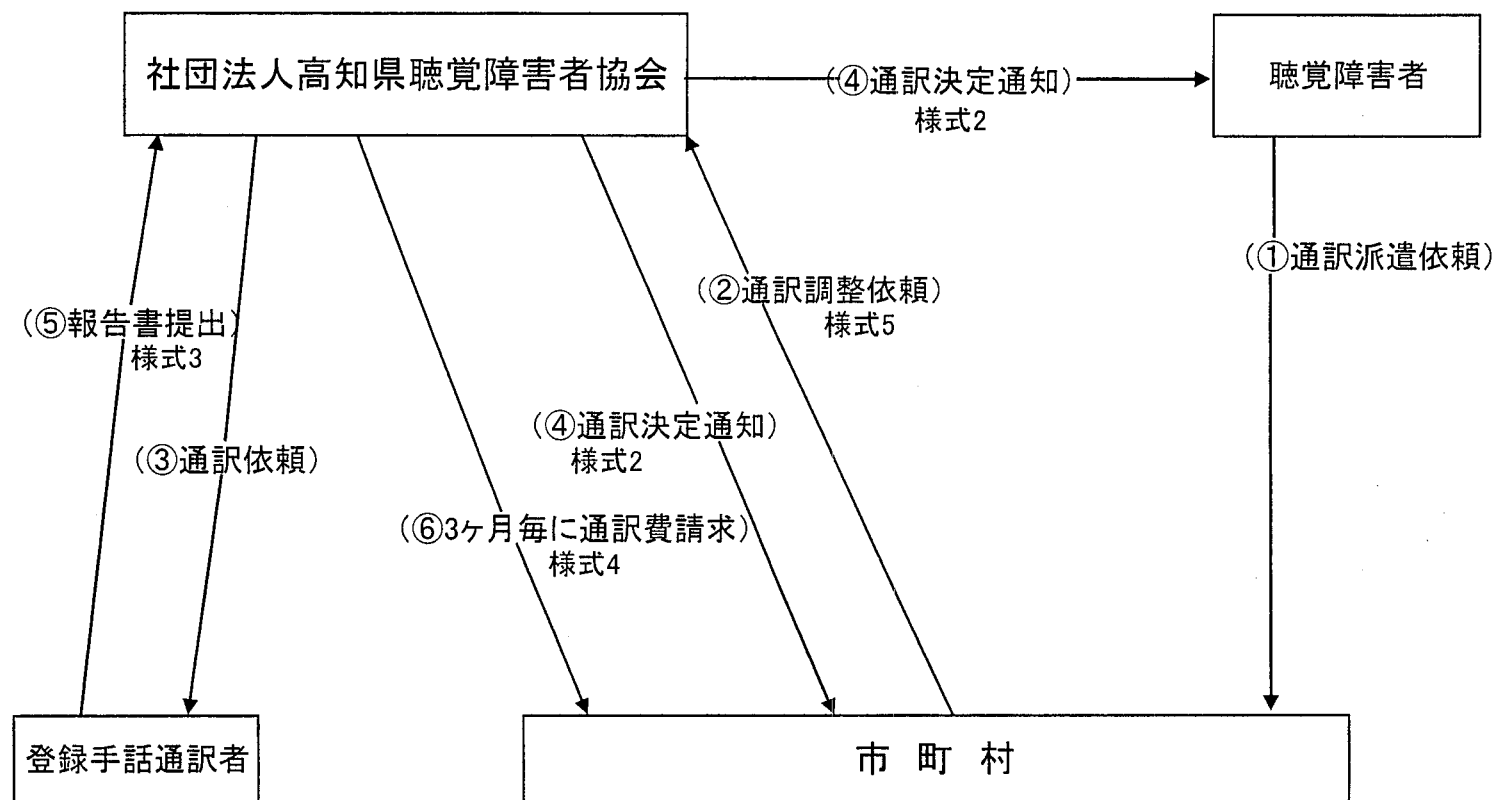 社団法人高知県聴覚障害者協会
(④通訳決定通知)
様式2
聴覚障害者
(①通訳派遣依頼)
(②通訳調整依頼)
様式5
(⑤報告書提出)
様式3
(④通訳決定通知)
様式2
(③通訳依頼)
(⑥3ヶ月毎に通訳費請求)
様式4
登録手話通訳者
市町村